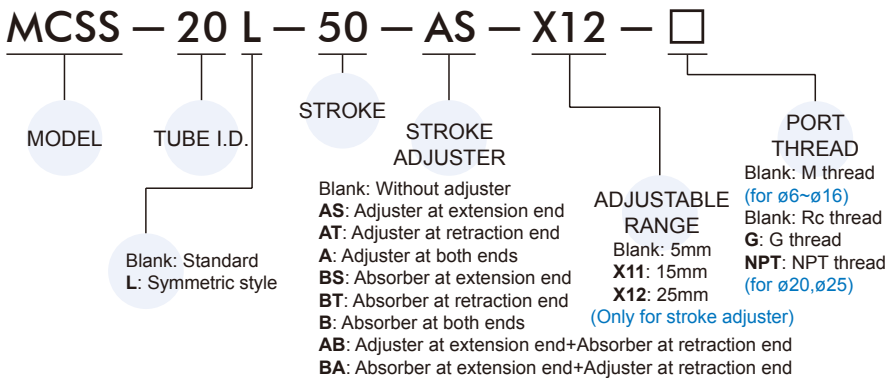 MCSS — 20 L — 50 — AS — X12 — □
MODEL
TUBE I.D.
Blank: Standard
L: Symmetric style
STROKE
STROKE
ADJUSTER
Blank: Without adjuster
AS: Adjuster at extension end
AT: Adjuster at retraction end
A: Adjuster at both ends
BS: Absorber at extension end
BT: Absorber at retraction end
B: Absorber at both ends
AB: Adjuster at extension end+Absorber at retraction end
BA: Absorber at extension end+Adjuster at retraction end
ADJUSTABLE
RANGE
Blank: 5mm
X11: 15mm
X12: 25mm
(Only for stroke adjuster)
PORT
THREAD
Blank: M thread
(for ø6~ø16)
Blank: Rc thread
G: G thread
NPT: NPT thread
(for ø20,ø25)